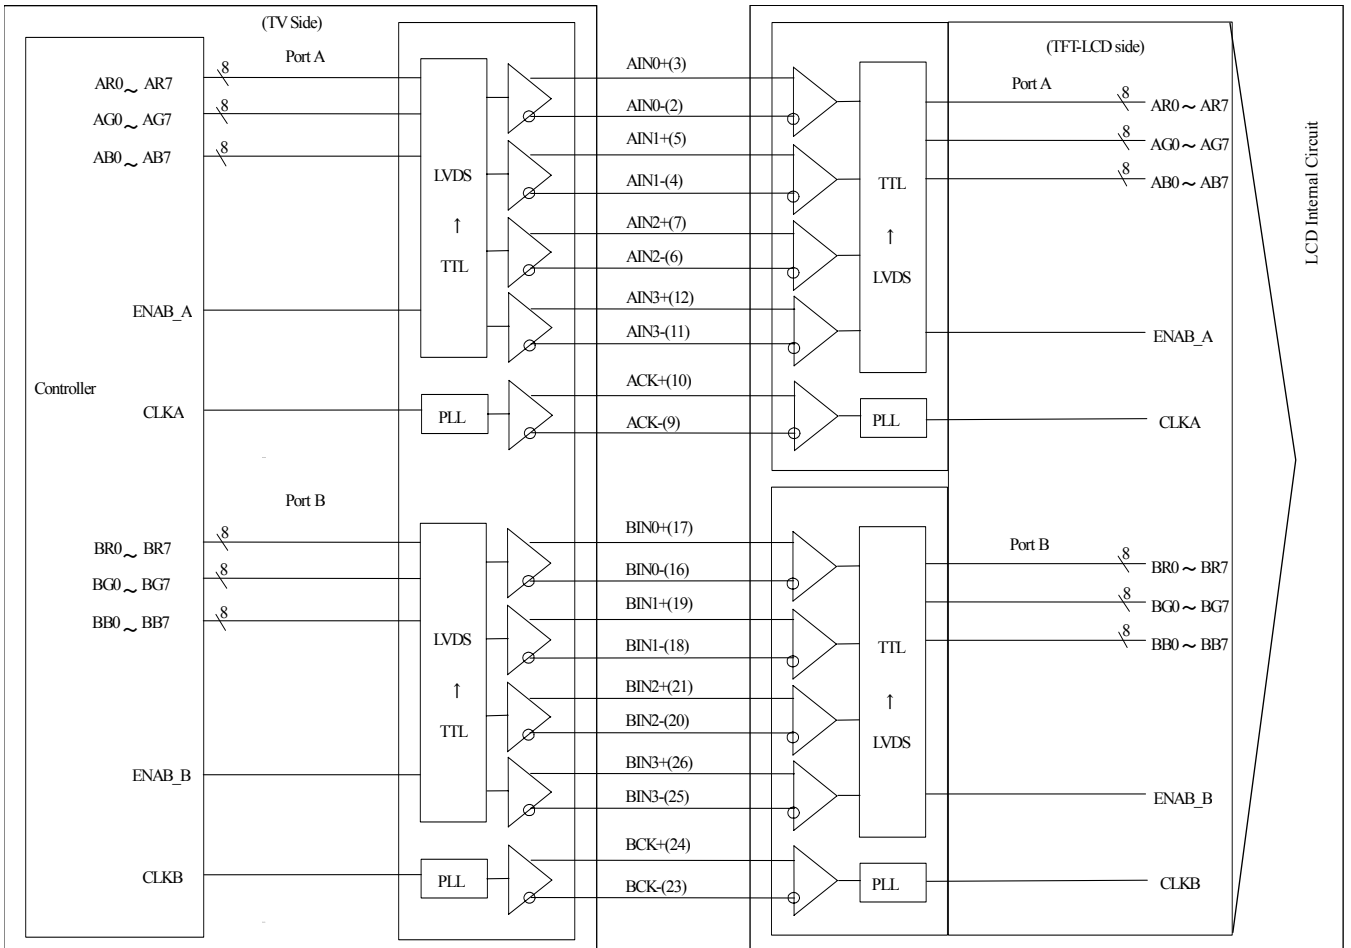 (TV Side)
Port A
AR0～ AR7
8
AG0～ AG7
8
AB0～ AB7
8
LVDS
↑
TTL
ENAB_A
Controller
CLKA
PLL
Port B
BR0～ BR7
8
BG0～ BG7
8
BB0～ BB7
8
LVDS
↑
TTL
ENAB_B
CLKB
PLL
AIN0+(3)
AIN0-(2)
AIN1+(5)
AIN1-(4)
AIN2+(7)
AIN2-(6)
AIN3+(12)
AIN3-(11)
ACK+(10)
ACK-(9)
BIN0+(17)
BIN0-(16)
BIN1+(19)
BIN1-(18)
BIN2+(21)
BIN2-(20)
BIN3+(26)
BIN3-(25)
BCK+(24)
BCK-(23)
(TFT-LCD side)
Port A
8
AR0～ AR7
8
AG0～ AG7
8
AB0～ AB7
TTL
↑
LVDS
ENAB_A
PLL
CLKA
Port B
8
BR0～ BR7
8
BG0～ BG7
8
BB0～ BB7
TTL
↑
LVDS
ENAB_B
PLL
CLKB
LCD Internal Circuit